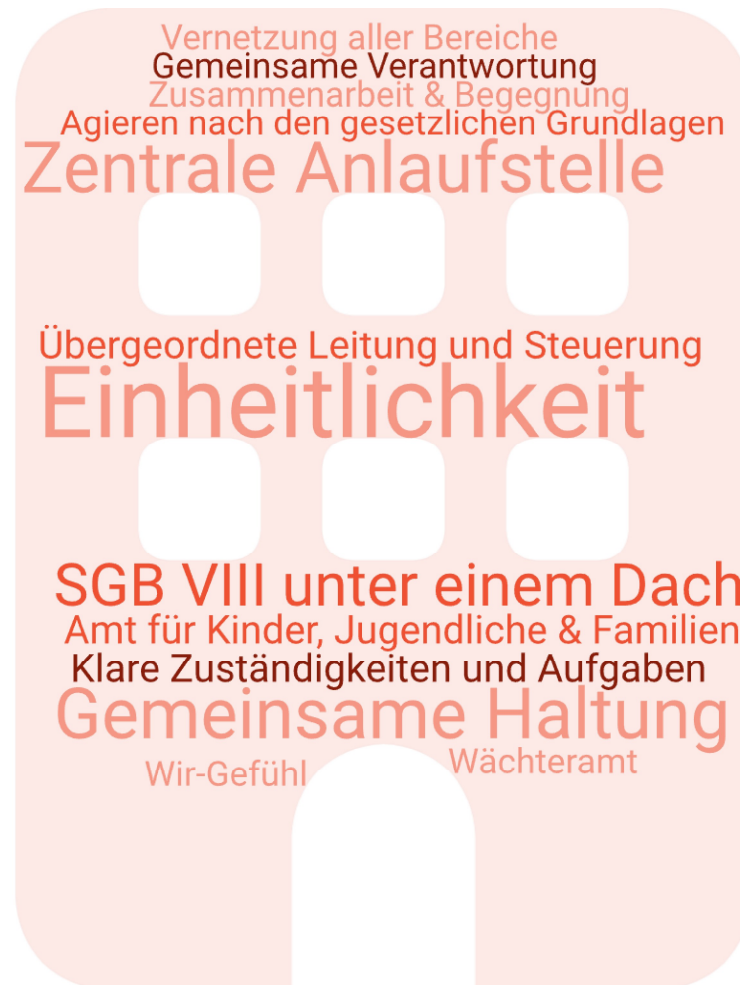 Vernetzung aller Bereiche
Gemeinsame Verantwortung
Zusammenarbeit & Begegnung
Agieren nach den gesetzlichen Grundlagen
Zentrale Anlaufstelle
Übergeordnete Leitung und Steuerung
Einheitlichkeit
SGB VIII unter einem Dach
Amt für Kinder, Jugendliche & Familien
Klare Zuständigkeiten und Aufgaben
Gemeinsame Haltung
Wir-Gefühl
Wächteramt